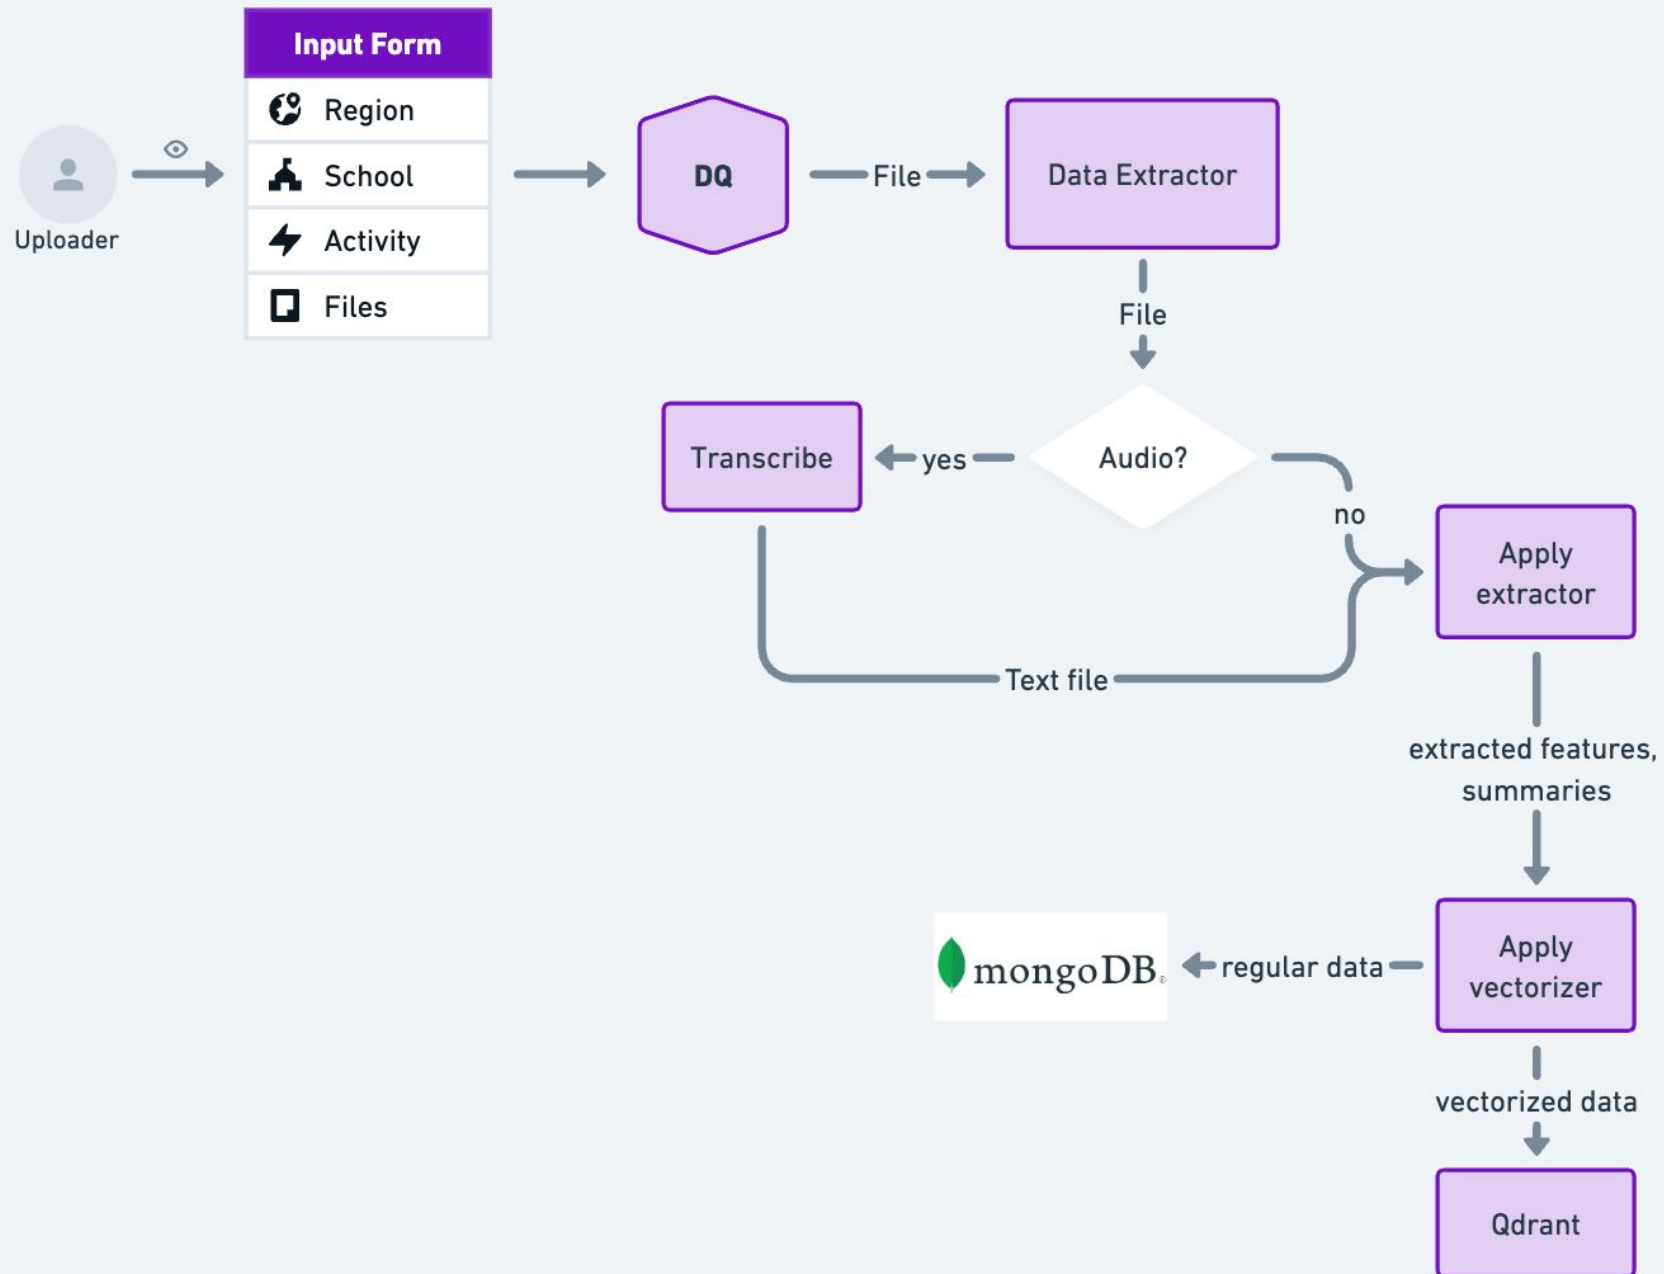 Input Form
Region
School
Activity
Files
Uploader
DQ
File
Data Extractor
File
Audio?
yes
Transcribe
no
Text file
Apply
extractor
extracted features,
summaries
Apply
vectorizer
regular data
mongoDB
vectorized data
Qdrant